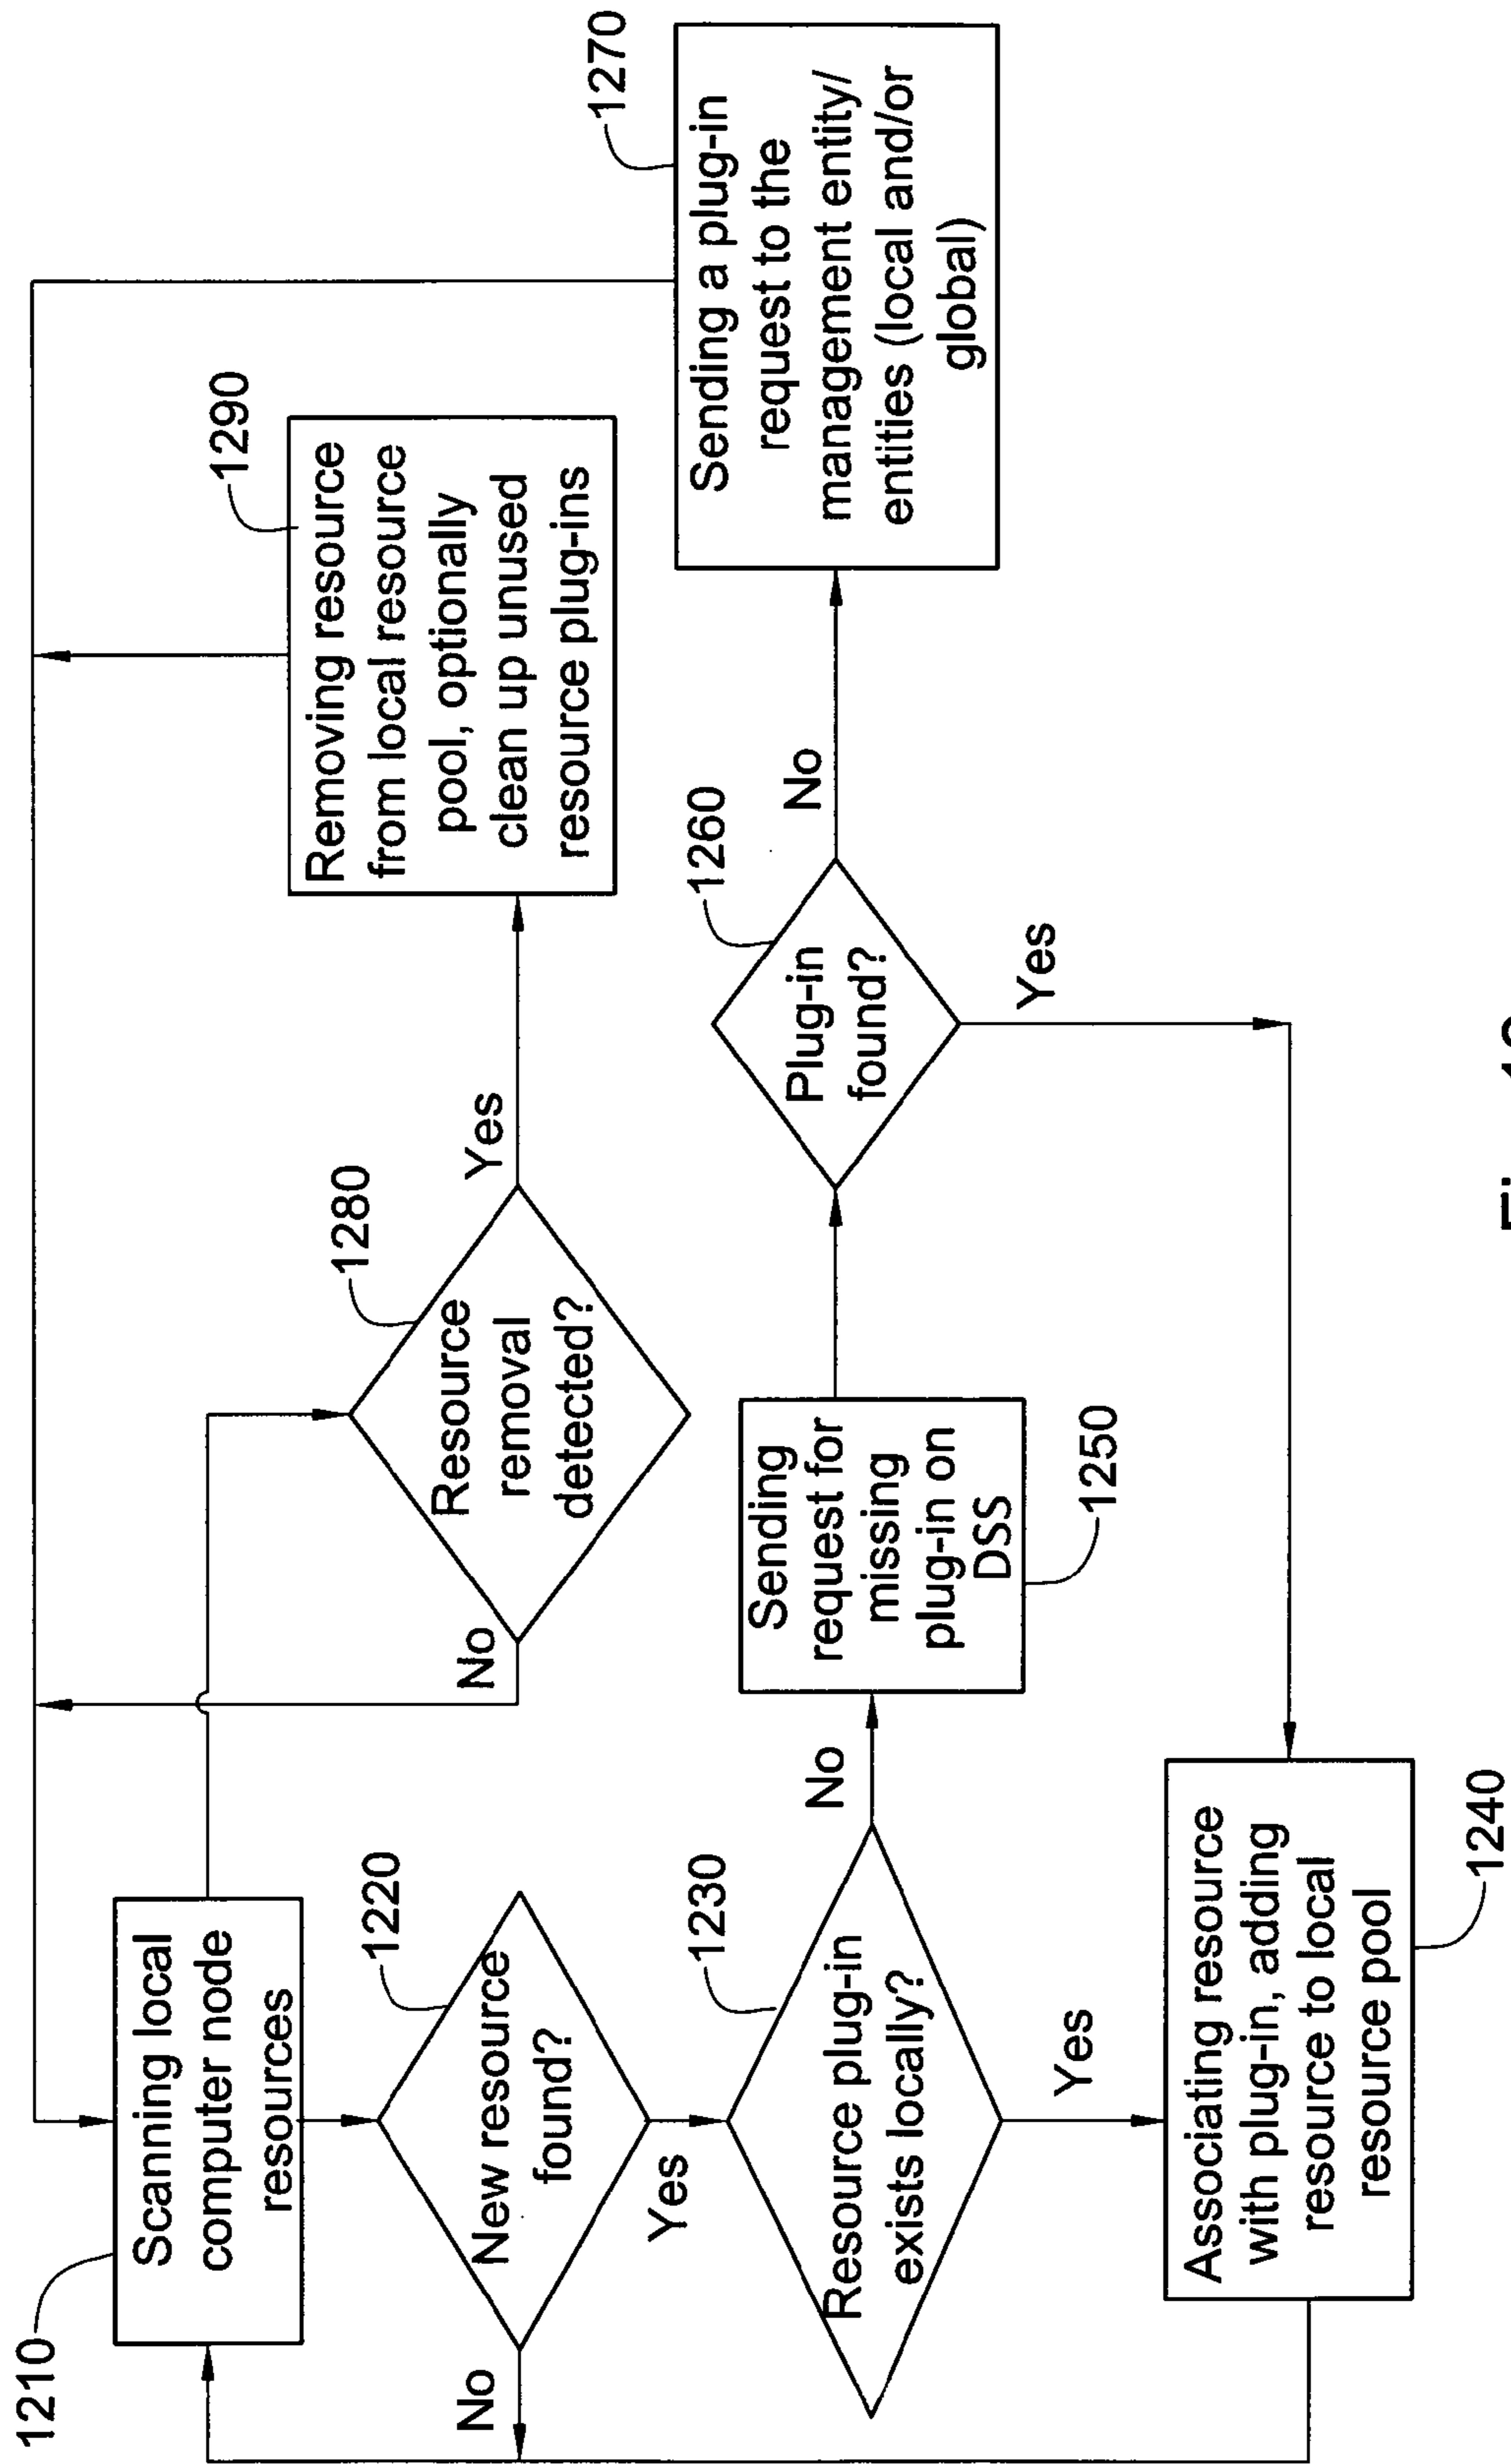 1210
Scanning local
computer node
resources
1220
New resource
found?
No
Yes
1230
Resource plug-in
exists locally?
No
Yes
1240
Associating resource
with plug-in, adding
resource to local
resource pool
Sending
request for
missing
plug-in on
DSS
1250
1260
Plug-in
found?
No
Yes
1270
Sending a plug-in
request to the
management entity/
entities (local and/or
global)
1280
Resource
removal
detected?
No
Yes
1290
Removing resource
from local resource
pool, optionally
clean up unused
resource plug-ins